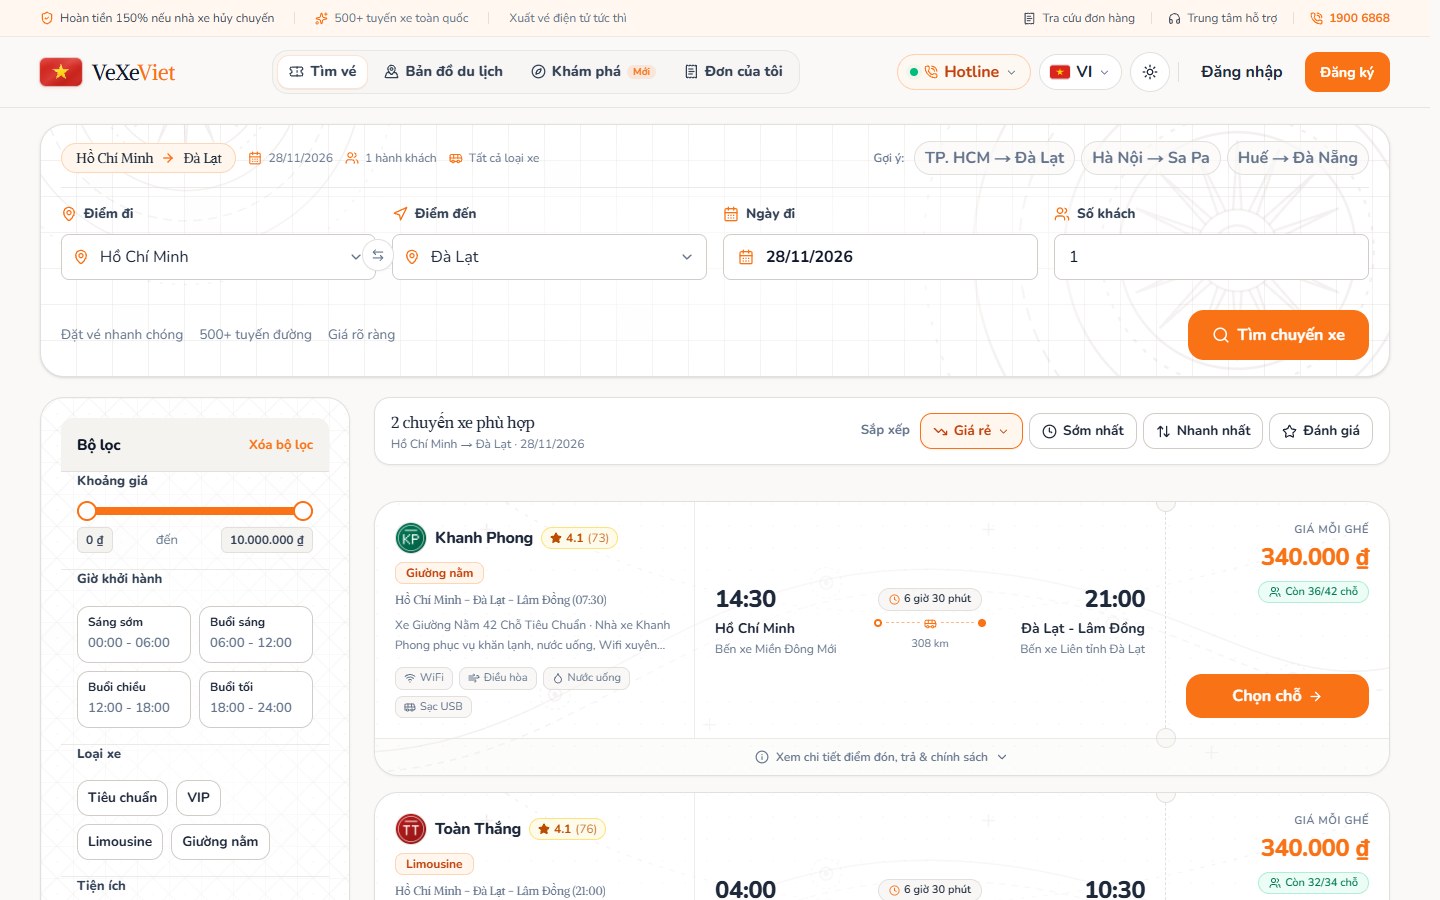 Hoàn tiền 150% nếu nhà xe hủy chuyến
500+ tuyến xe toàn quốc
Xuất vé điện tử tức thì
Tra cứu đơn hàng
Trung tâm hỗ trợ
1900 6868
VeXeViet
Tìm vé
Bản đồ du lịch
Khám phá Mới
Đơn của tôi
Hotline
VI
Đăng nhập
Đăng ký
Hồ Chí Minh → Đà Lạt
28/11/2026
1 hành khách
Tất cả loại xe
Gợi ý:
TP. HCM → Đà Lạt
Hà Nội → Sa Pa
Huế → Đà Nẵng
Điểm đi
Điểm đến
Ngày đi
Số khách
Hồ Chí Minh
Đà Lạt
28/11/2026
1
Đặt vé nhanh chóng
500+ tuyến đường
Giá rõ ràng
Tìm chuyến xe
Bộ lọc
Xóa bộ lọc
Khoảng giá
0 ₫
đến
10.000.000 ₫
Giờ khởi hành
Sáng sớm
00:00 - 06:00
Buổi sáng
06:00 - 12:00
Buổi chiều
12:00 - 18:00
Buổi tối
18:00 - 24:00
Loại xe
Tiêu chuẩn
VIP
Limousine
Giường nằm
Tiện ích
2 chuyến xe phù hợp
Hồ Chí Minh → Đà Lạt · 28/11/2026
Sắp xếp
Giá rẻ
Sớm nhất
Nhanh nhất
Đánh giá
KP
Khanh Phong
4.1 (73)
Giường nằm
Hồ Chí Minh - Đà Lạt - Lâm Đồng (07:30)
Xe Giường Nằm 42 Chỗ Tiêu Chuẩn · Nhà xe Khanh
Phong phục vụ khăn lạnh, nước uống, Wifi xuyên...
WiFi
Điều hòa
Nước uống
Sạc USB
14:30
Hồ Chí Minh
Bến xe Miền Đông Mới
6 giờ 30 phút
308 km
21:00
Đà Lạt - Lâm Đồng
Bến xe Liên tỉnh Đà Lạt
GIÁ MỖI GHẾ
340.000 ₫
Còn 36/42 chỗ
Chọn chỗ →
Xem chi tiết điểm đón, trả & chính sách
TT
Toàn Thắng
4.1 (76)
Limousine
Hồ Chí Minh - Đà Lạt - Lâm Đồng (21:00)
04:00
6 giờ 30 phút
10:30
GIÁ MỖI GHẾ
340.000 ₫
Còn 32/34 chỗ